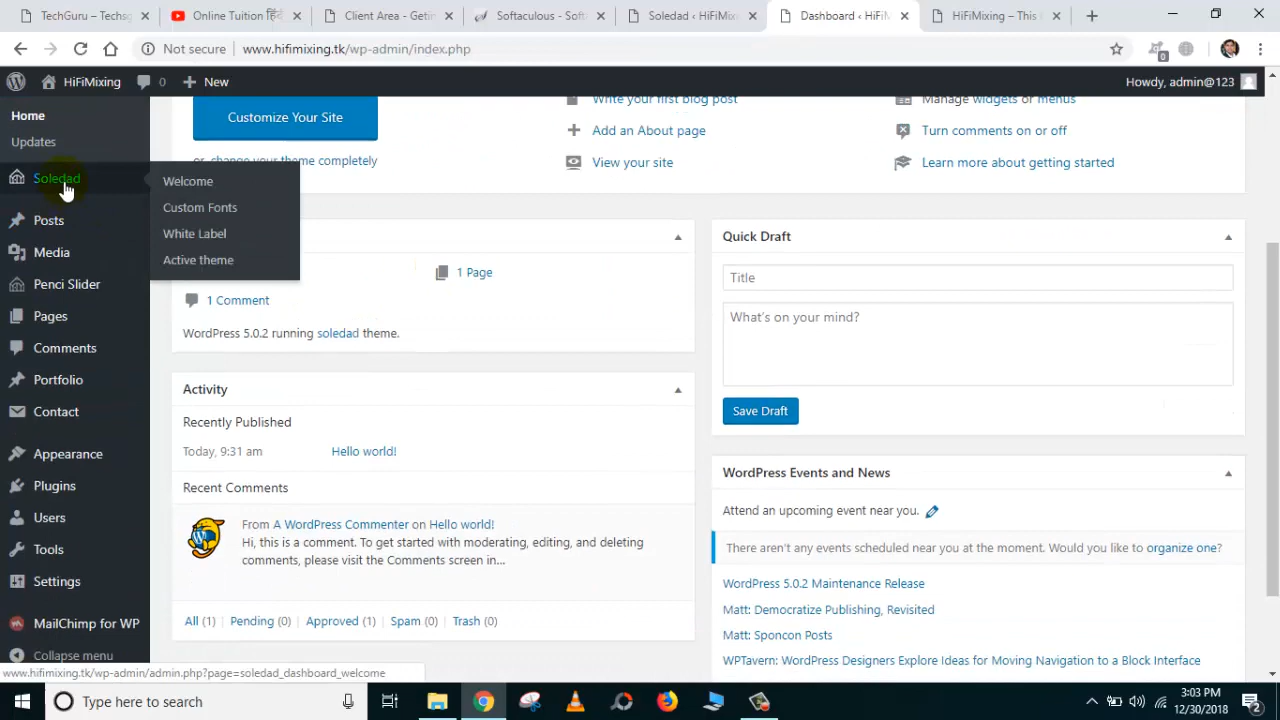 TechGuru - Techsg
Online Tuition
Client Area - Getin
Softaculous - Soft
Soledad ‹ HiFiMix
Dashboard ‹ HiFiM
HiFiMixing – This s
Not secure www.hifimixing.tk/wp-admin/index.php
HiFiMixing 0 New Howdy, admin@123
Home
Updates
Soledad
Posts
Media
Penci Slider
Pages
Comments
Portfolio
Contact
Appearance
Plugins
Users
Tools
Settings
MailChimp for WP
Collapse menu
Welcome
Custom Fonts
White Label
Active theme
Customize Your Site
or, change your theme completely
Write your first blog post
Add an About page
View your site
Manage widgets or menus
Turn comments on or off
Learn more about getting started
1 Page
1 Comment
WordPress 5.0.2 running soledad theme.
Activity
Recently Published
Today, 9:31 am Hello world!
Recent Comments
From A WordPress Commenter on Hello world!
Hi, this is a comment. To get started with moderating, editing, and deleting
comments, please visit the Comments screen in...
All (1) Pending (0) Approved (1) Spam (0) Trash (0)
Quick Draft
Title
What's on your mind?
Save Draft
WordPress Events and News
Attend an upcoming event near you.
There aren't any events scheduled near you at the moment. Would you like to organize one?
WordPress 5.0.2 Maintenance Release
Matt: Democratize Publishing, Revisited
Matt: Sponcon Posts
WPTavern: WordPress Designers Explore Ideas for Moving Navigation to a Block Interface
www.hifimixing.tk/wp-admin/admin.php?page=soledad_dashboard_welcome
Type here to search
3:03 PM
12/30/2018
2
0